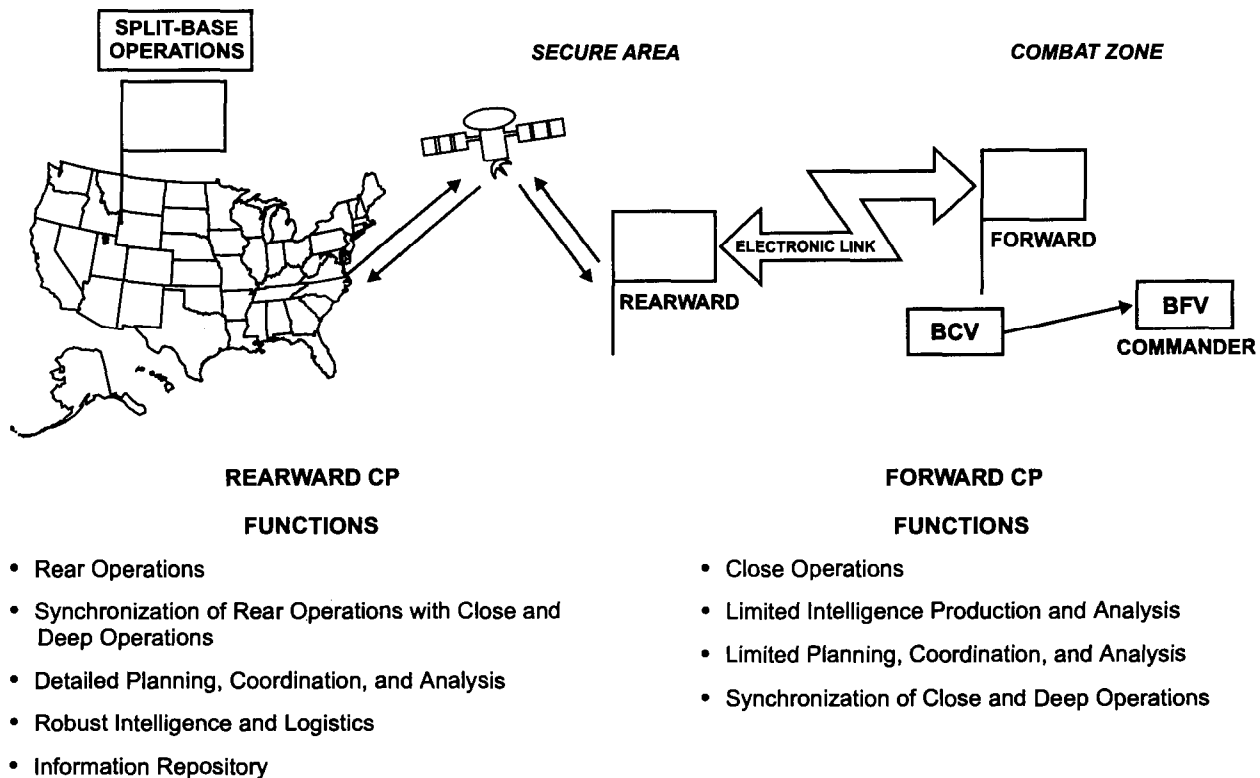 SPLIT-BASE
OPERATIONS
SECURE AREA
COMBAT ZONE
ELECTRONIC LINK
REARWARD
FORWARD
BCV
BFV
COMMANDER
REARWARD CP
FUNCTIONS
• Rear Operations
• Synchronization of Rear Operations with Close and
Deep Operations
• Detailed Planning, Coordination, and Analysis
• Robust Intelligence and Logistics
• Information Repository
FORWARD CP
FUNCTIONS
• Close Operations
• Limited Intelligence Production and Analysis
• Limited Planning, Coordination, and Analysis
• Synchronization of Close and Deep Operations